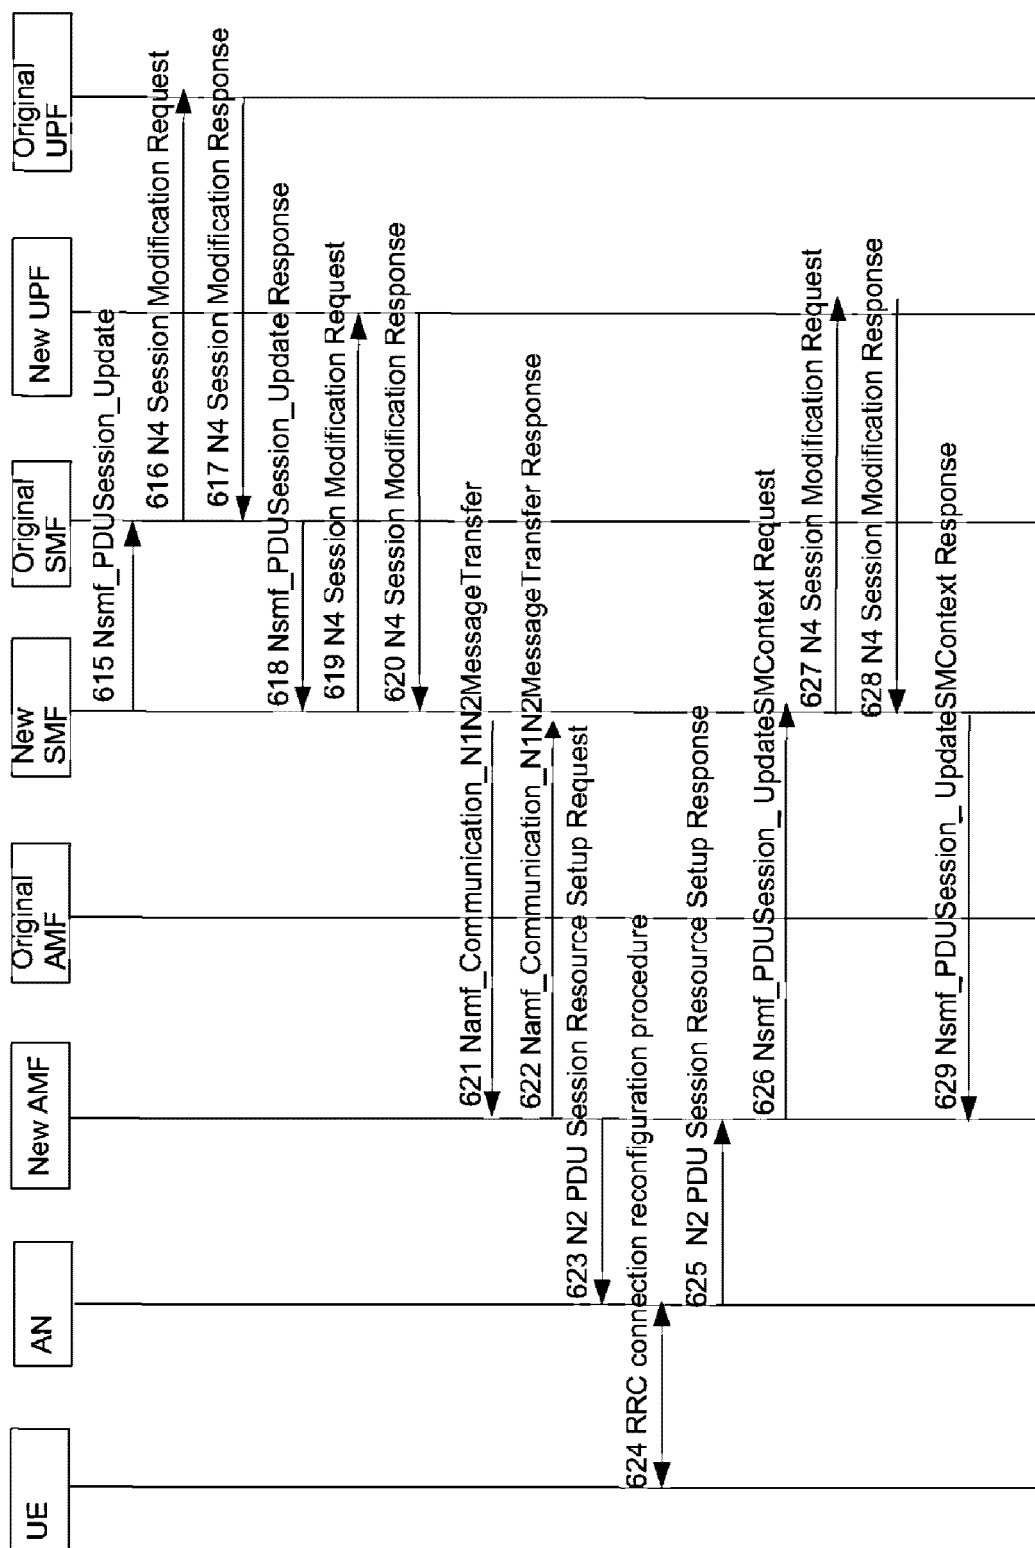 UE
AN
New AMF
Original
AMF
New
SMF
Original
SMF
New UPF
Original
UPF
615 Nsmf_PDUSession_Update
616 N4 Session Modification Request
617 N4 Session Modification Response
618 Nsmf_PDUSession_Update Response
619 N4 Session Modification Request
620 N4 Session Modification Response
621 Namf_Communication_N1N2MessageTransfer
622 Namf_Communication_N1N2MessageTransfer Response
623 N2 PDU Session Resource Setup Request
624 RRC connection reconfiguration procedure
625 N2 PDU Session Resource Setup Response
626 Nsmf_PDUSession_ UpdateSMContext Request
627 N4 Session Modification Request
628 N4 Session Modification Response
629 Nsmf_PDUSession_ UpdateSMContext Response